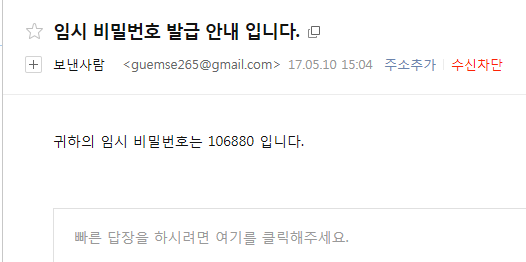 임시 비밀번호 발급 안내 입니다.
보낸사람 <guemse265@gmail.com> 17.05.10 15:04 주소추가 수신차단
귀하의 임시 비밀번호는 106880 입니다.
빠른 답장을 하시려면 여기를 클릭해주세요.